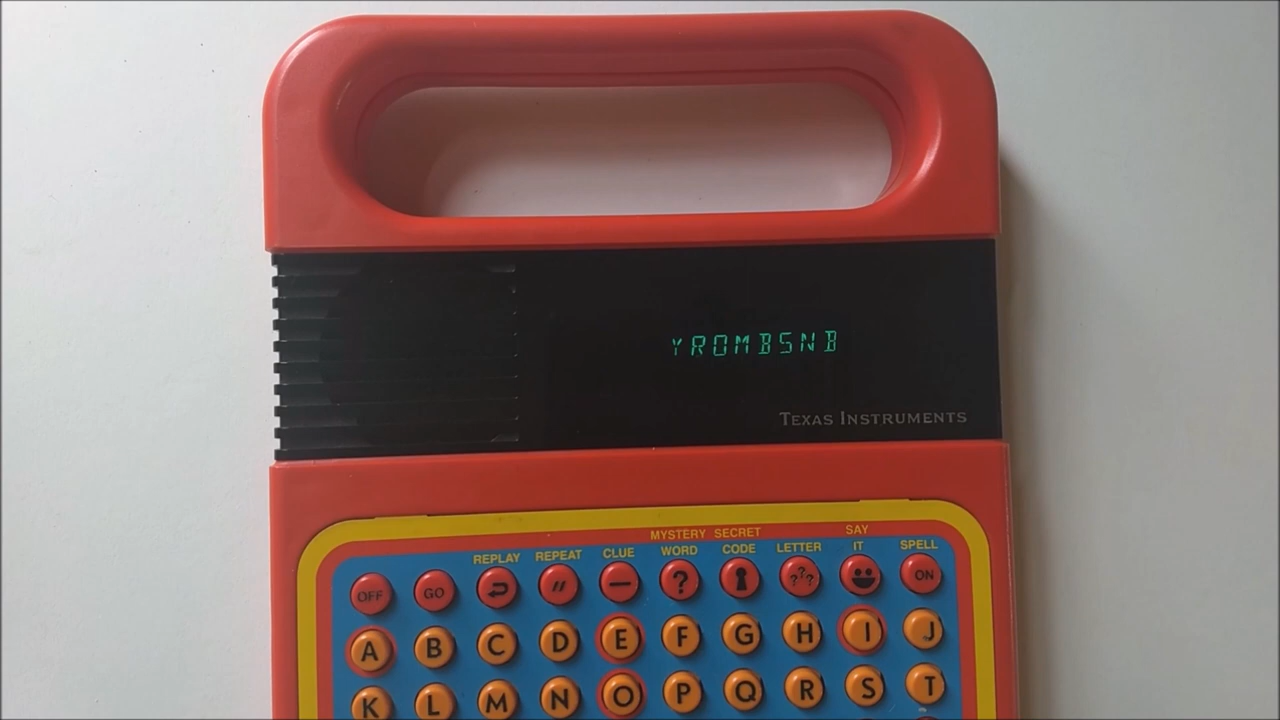 YROMBSNB
TEXAS INSTRUMENTS
REPLAY REPEAT CLUE MYSTERY WORD SECRET CODE LETTER SAY IT SPELL
OFF GO ? ??? ON
A B C D E F G H I J
K L M N O P Q R S T